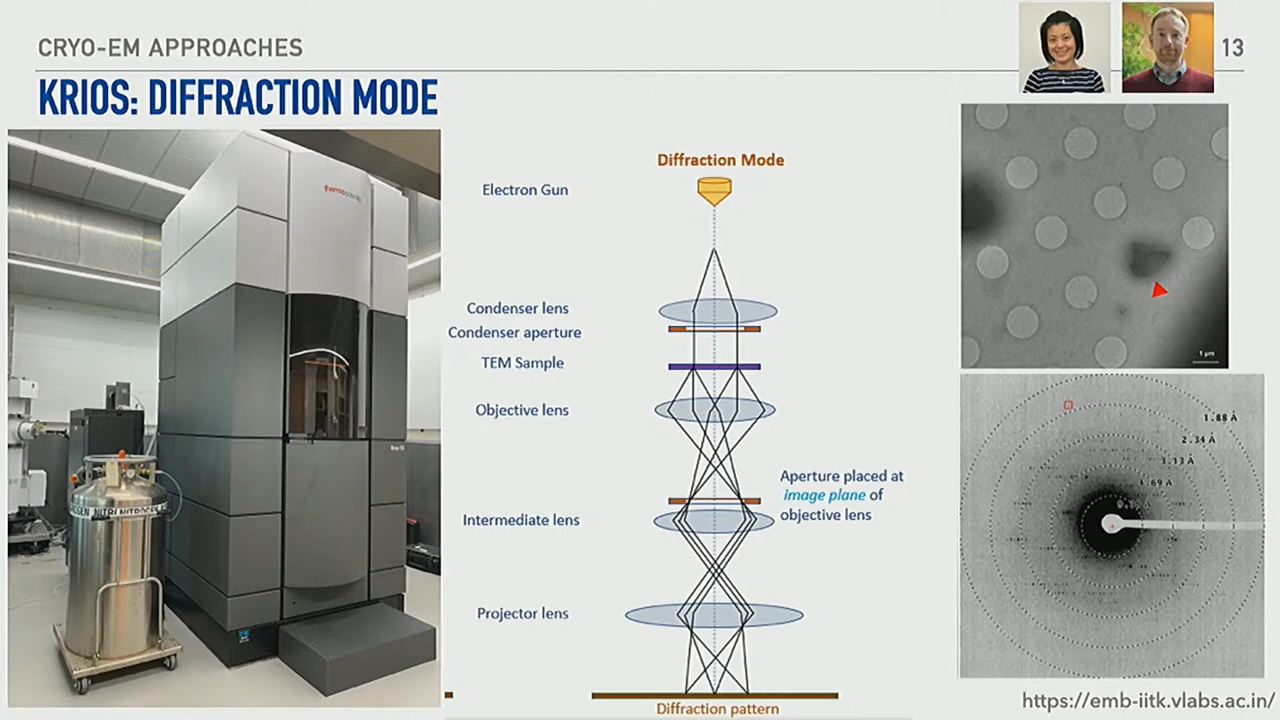 CRYO-EM APPROACHES
13
KRIOS: DIFFRACTION MODE
thermoscientific
Diffraction Mode
Electron Gun
Condenser lens
Condenser aperture
TEM Sample
Objective lens
Aperture placed at
image plane of
objective lens
Intermediate lens
Projector lens
Diffraction pattern
1 µm
1.88 Å
2.34 Å
3.13 Å
4.69 Å
https://emb-iitk.vlabs.ac.in/